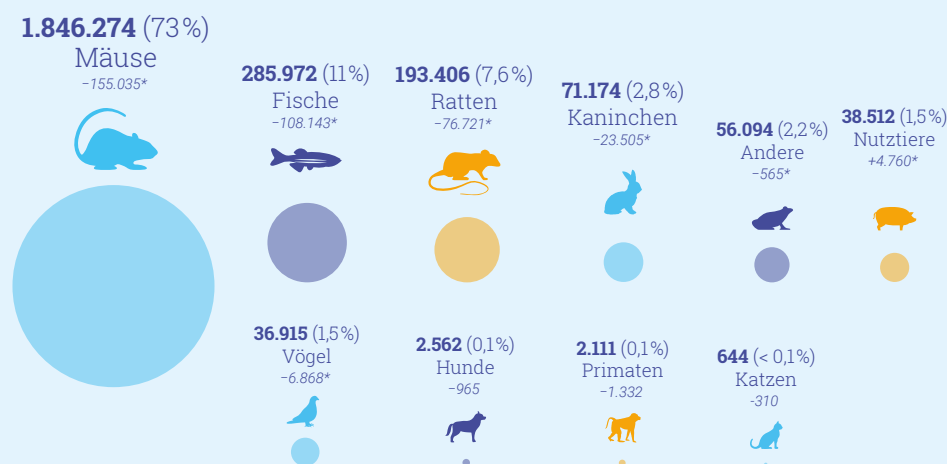 1.846.274 (73%)
Mäuse
−155.035*
285.972 (11%)
Fische
−108.143*
193.406 (7,6%)
Ratten
−76.721*
71.174 (2,8%)
Kaninchen
−23.505*
56.094 (2,2%)
Andere
−565*
38.512 (1,5%)
Nutztiere
+4.760*
36.915 (1,5%)
Vögel
−6.868*
2.562 (0,1%)
Hunde
−965
2.111 (0,1%)
Primaten
−1.332
644 (< 0,1%)
Katzen
-310